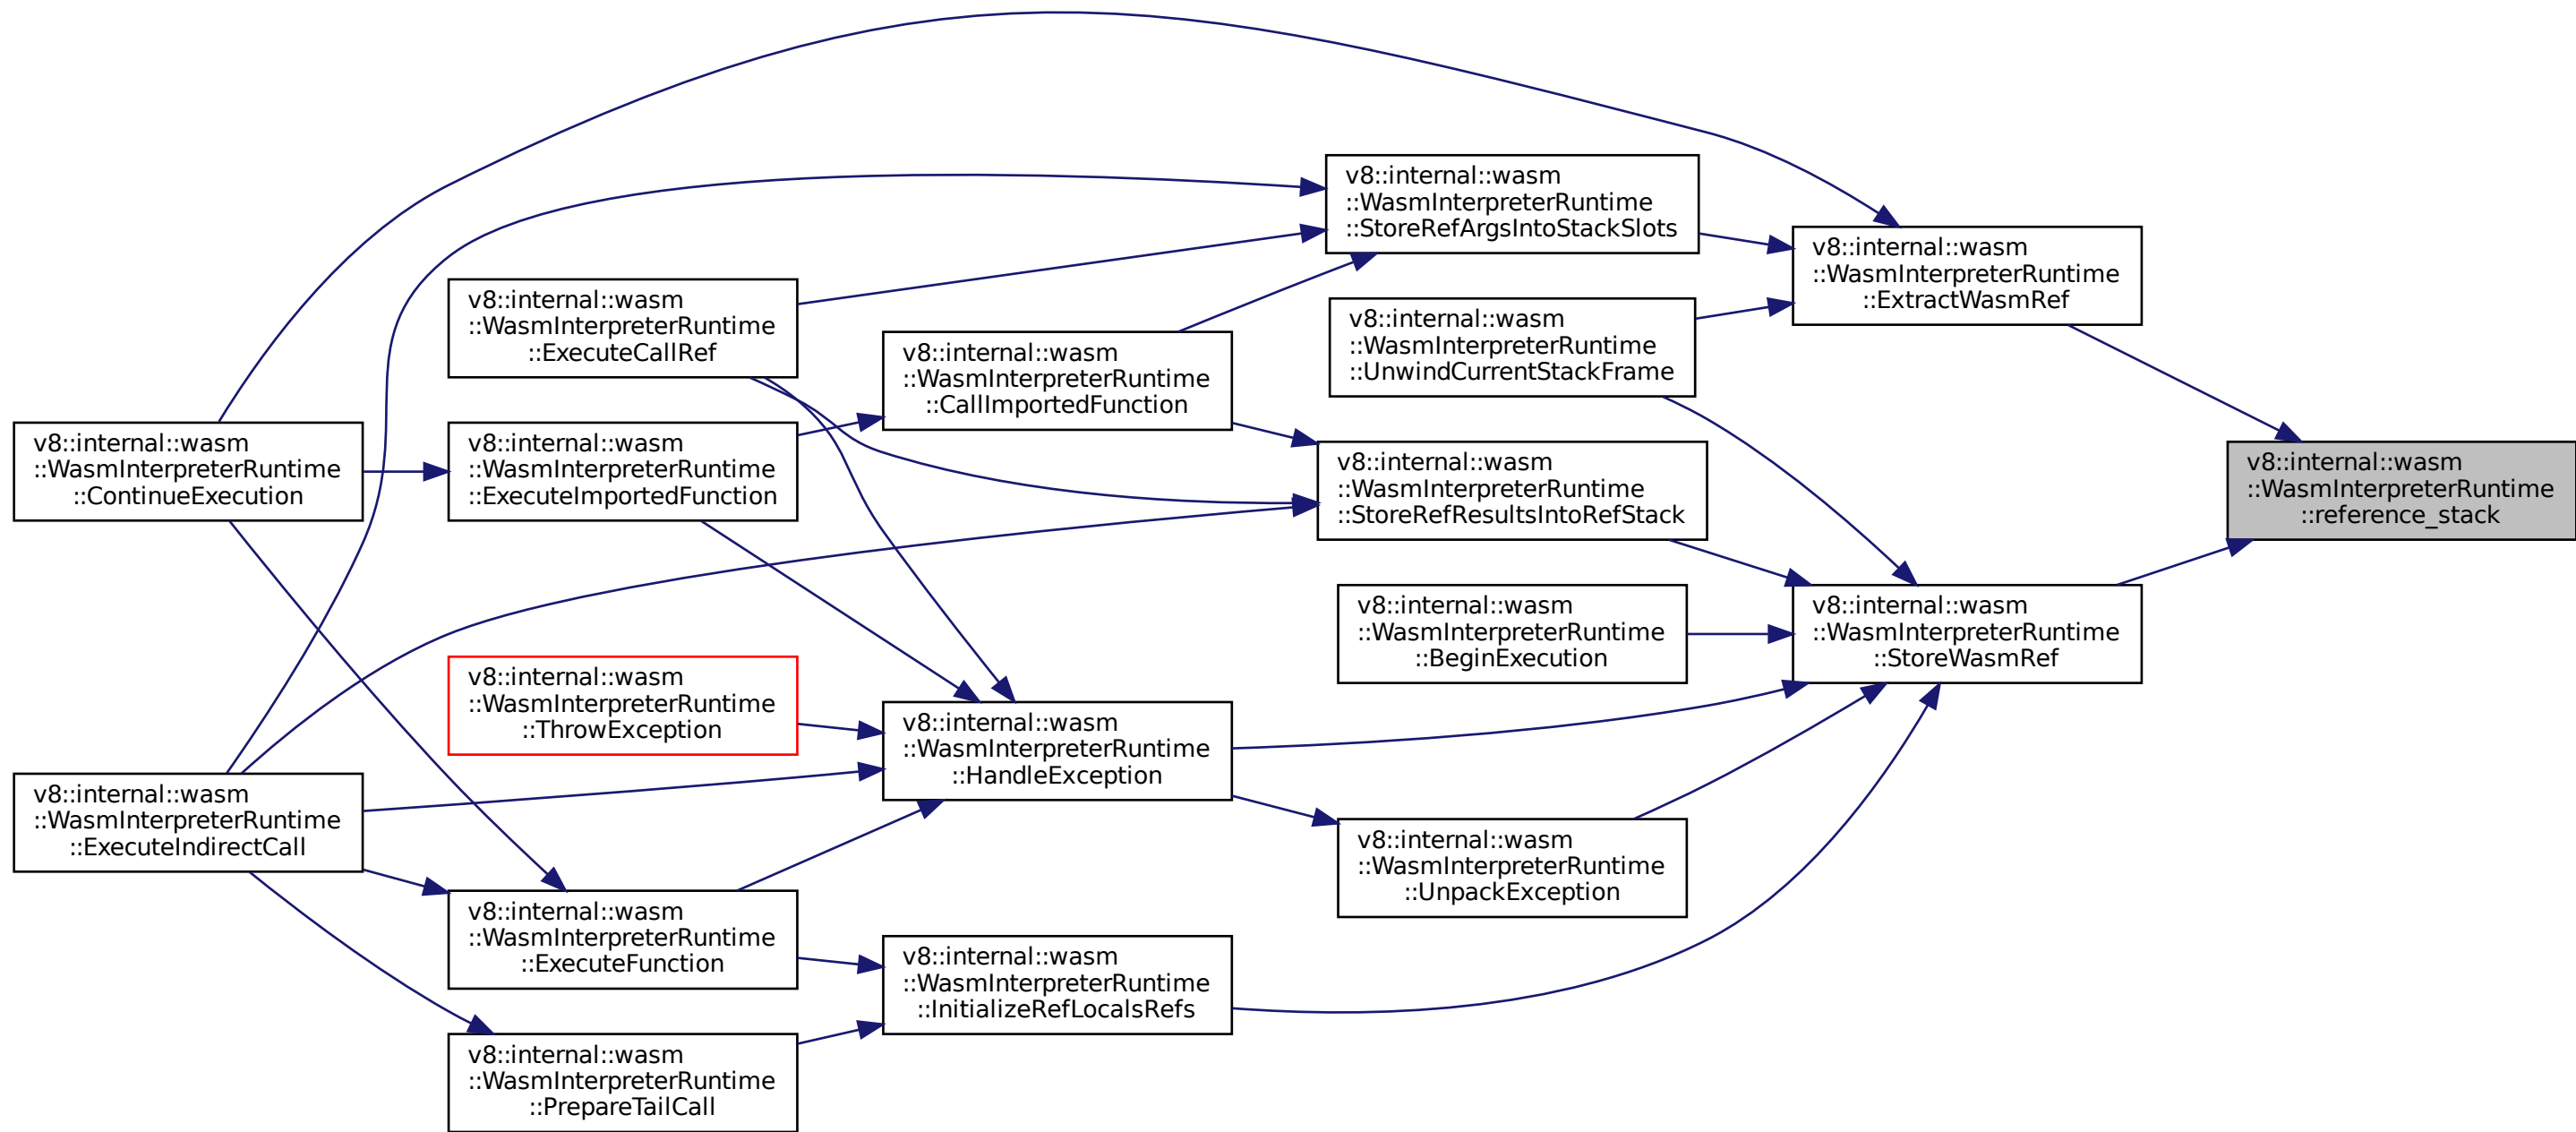 v8::internal::wasm
::WasmInterpreterRuntime
::StoreRefArgsIntoStackSlots
v8::internal::wasm
::WasmInterpreterRuntime
::ExtractWasmRef
v8::internal::wasm
::WasmInterpreterRuntime
::ExecuteCallRef
v8::internal::wasm
::WasmInterpreterRuntime
::UnwindCurrentStackFrame
v8::internal::wasm
::WasmInterpreterRuntime
::CallImportedFunction
v8::internal::wasm
::WasmInterpreterRuntime
::ContinueExecution
v8::internal::wasm
::WasmInterpreterRuntime
::ExecuteImportedFunction
v8::internal::wasm
::WasmInterpreterRuntime
::StoreRefResultsIntoRefStack
v8::internal::wasm
::WasmInterpreterRuntime
::reference_stack
v8::internal::wasm
::WasmInterpreterRuntime
::BeginExecution
v8::internal::wasm
::WasmInterpreterRuntime
::StoreWasmRef
v8::internal::wasm
::WasmInterpreterRuntime
::ThrowException
v8::internal::wasm
::WasmInterpreterRuntime
::HandleException
v8::internal::wasm
::WasmInterpreterRuntime
::ExecuteIndirectCall
v8::internal::wasm
::WasmInterpreterRuntime
::UnpackException
v8::internal::wasm
::WasmInterpreterRuntime
::ExecuteFunction
v8::internal::wasm
::WasmInterpreterRuntime
::InitializeRefLocalsRefs
v8::internal::wasm
::WasmInterpreterRuntime
::PrepareTailCall